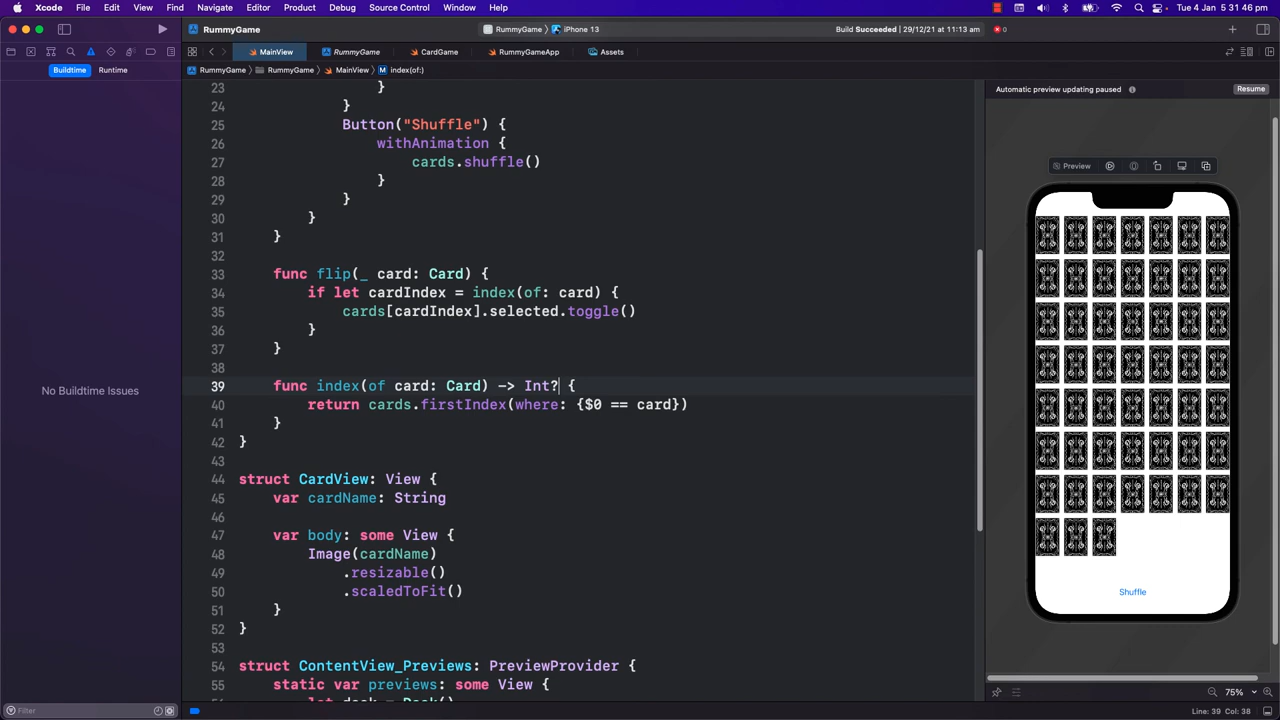 Xcode File Edit View Find Navigate Editor Product Debug Source Control Window Help
Tue 4 Jan 5 31 46 pm
RummyGame
RummyGame iPhone 13
Build Succeeded | 29/12/21 at 11:13 am
0
MainView RummyGame CardGame RummyGameApp Assets
Buildtime Runtime
RummyGame RummyGame MainView M index(of:)
Automatic preview updating paused Resume
No Buildtime Issues
Preview
23 }
24 }
25 Button("Shuffle") {
26 withAnimation {
27 cards.shuffle()
28 }
29 }
30 }
31 }
32
33 func flip(_ card: Card) {
34 if let cardIndex = index(of: card) {
35 cards[cardIndex].selected.toggle()
36 }
37 }
38
39 func index(of card: Card) -> Int? {
40 return cards.firstIndex(where: {$0 == card})
41 }
42 }
43
44 struct CardView: View {
45 var cardName: String
46
47 var body: some View {
48 Image(cardName)
49 .resizable()
50 .scaledToFit()
51 }
52 }
53
54 struct ContentView_Previews: PreviewProvider {
55 static var previews: some View {
Shuffle
Filter
75%
Line: 39 Col: 38